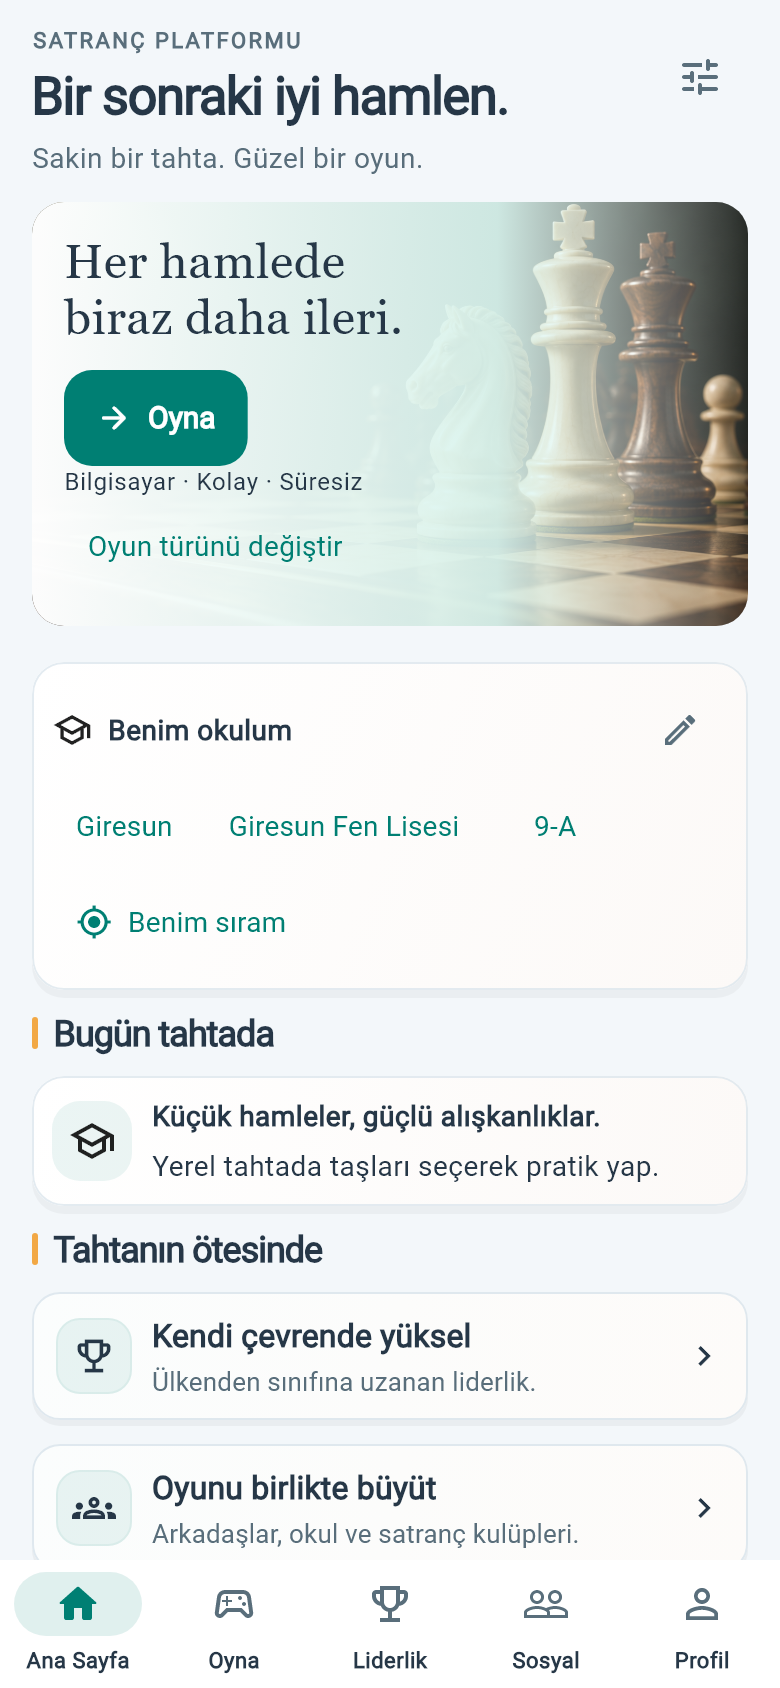 SATRANÇ PLATFORMU
Bir sonraki iyi hamlen.
Sakin bir tahta. Güzel bir oyun.
Her hamlede
biraz daha ileri.
Oyna
Bilgisayar · Kolay · Süresiz
Oyun türünü değiştir
Benim okulum
Giresun Giresun Fen Lisesi 9-A
Benim sıram
Bugün tahtada
Küçük hamleler, güçlü alışkanlıklar.
Yerel tahtada taşları seçerek pratik yap.
Tahtanın ötesinde
Kendi çevrende yüksel
Ülkenden sınıfına uzanan liderlik.
Oyunu birlikte büyüt
Arkadaşlar, okul ve satranç kulüpleri.
Ana Sayfa Oyna Liderlik Sosyal Profil